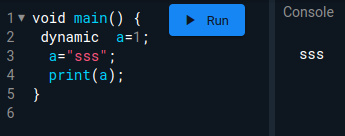 1 void main() {
2 dynamic  a=1;
3 a="sss";
4 print(a);
5 }
6
Run
Console
sss